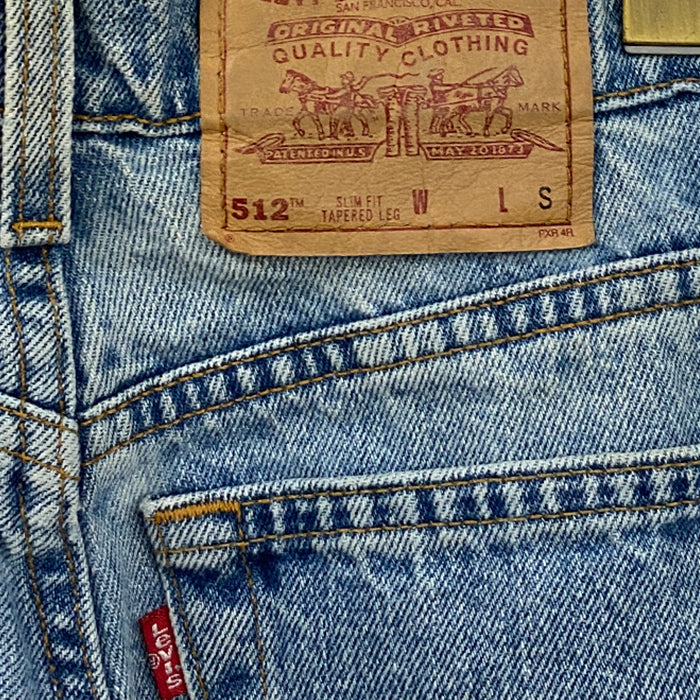 SAN FRANCISCO, CAL.
ORIGINAL RIVETED
QUALITY CLOTHING
TRADE MARK
PATENTED IN U.S. MAY 20 1873
512™ SLIM FIT W L S
TAPERED LEG
® PXR 4R
Levi's
®